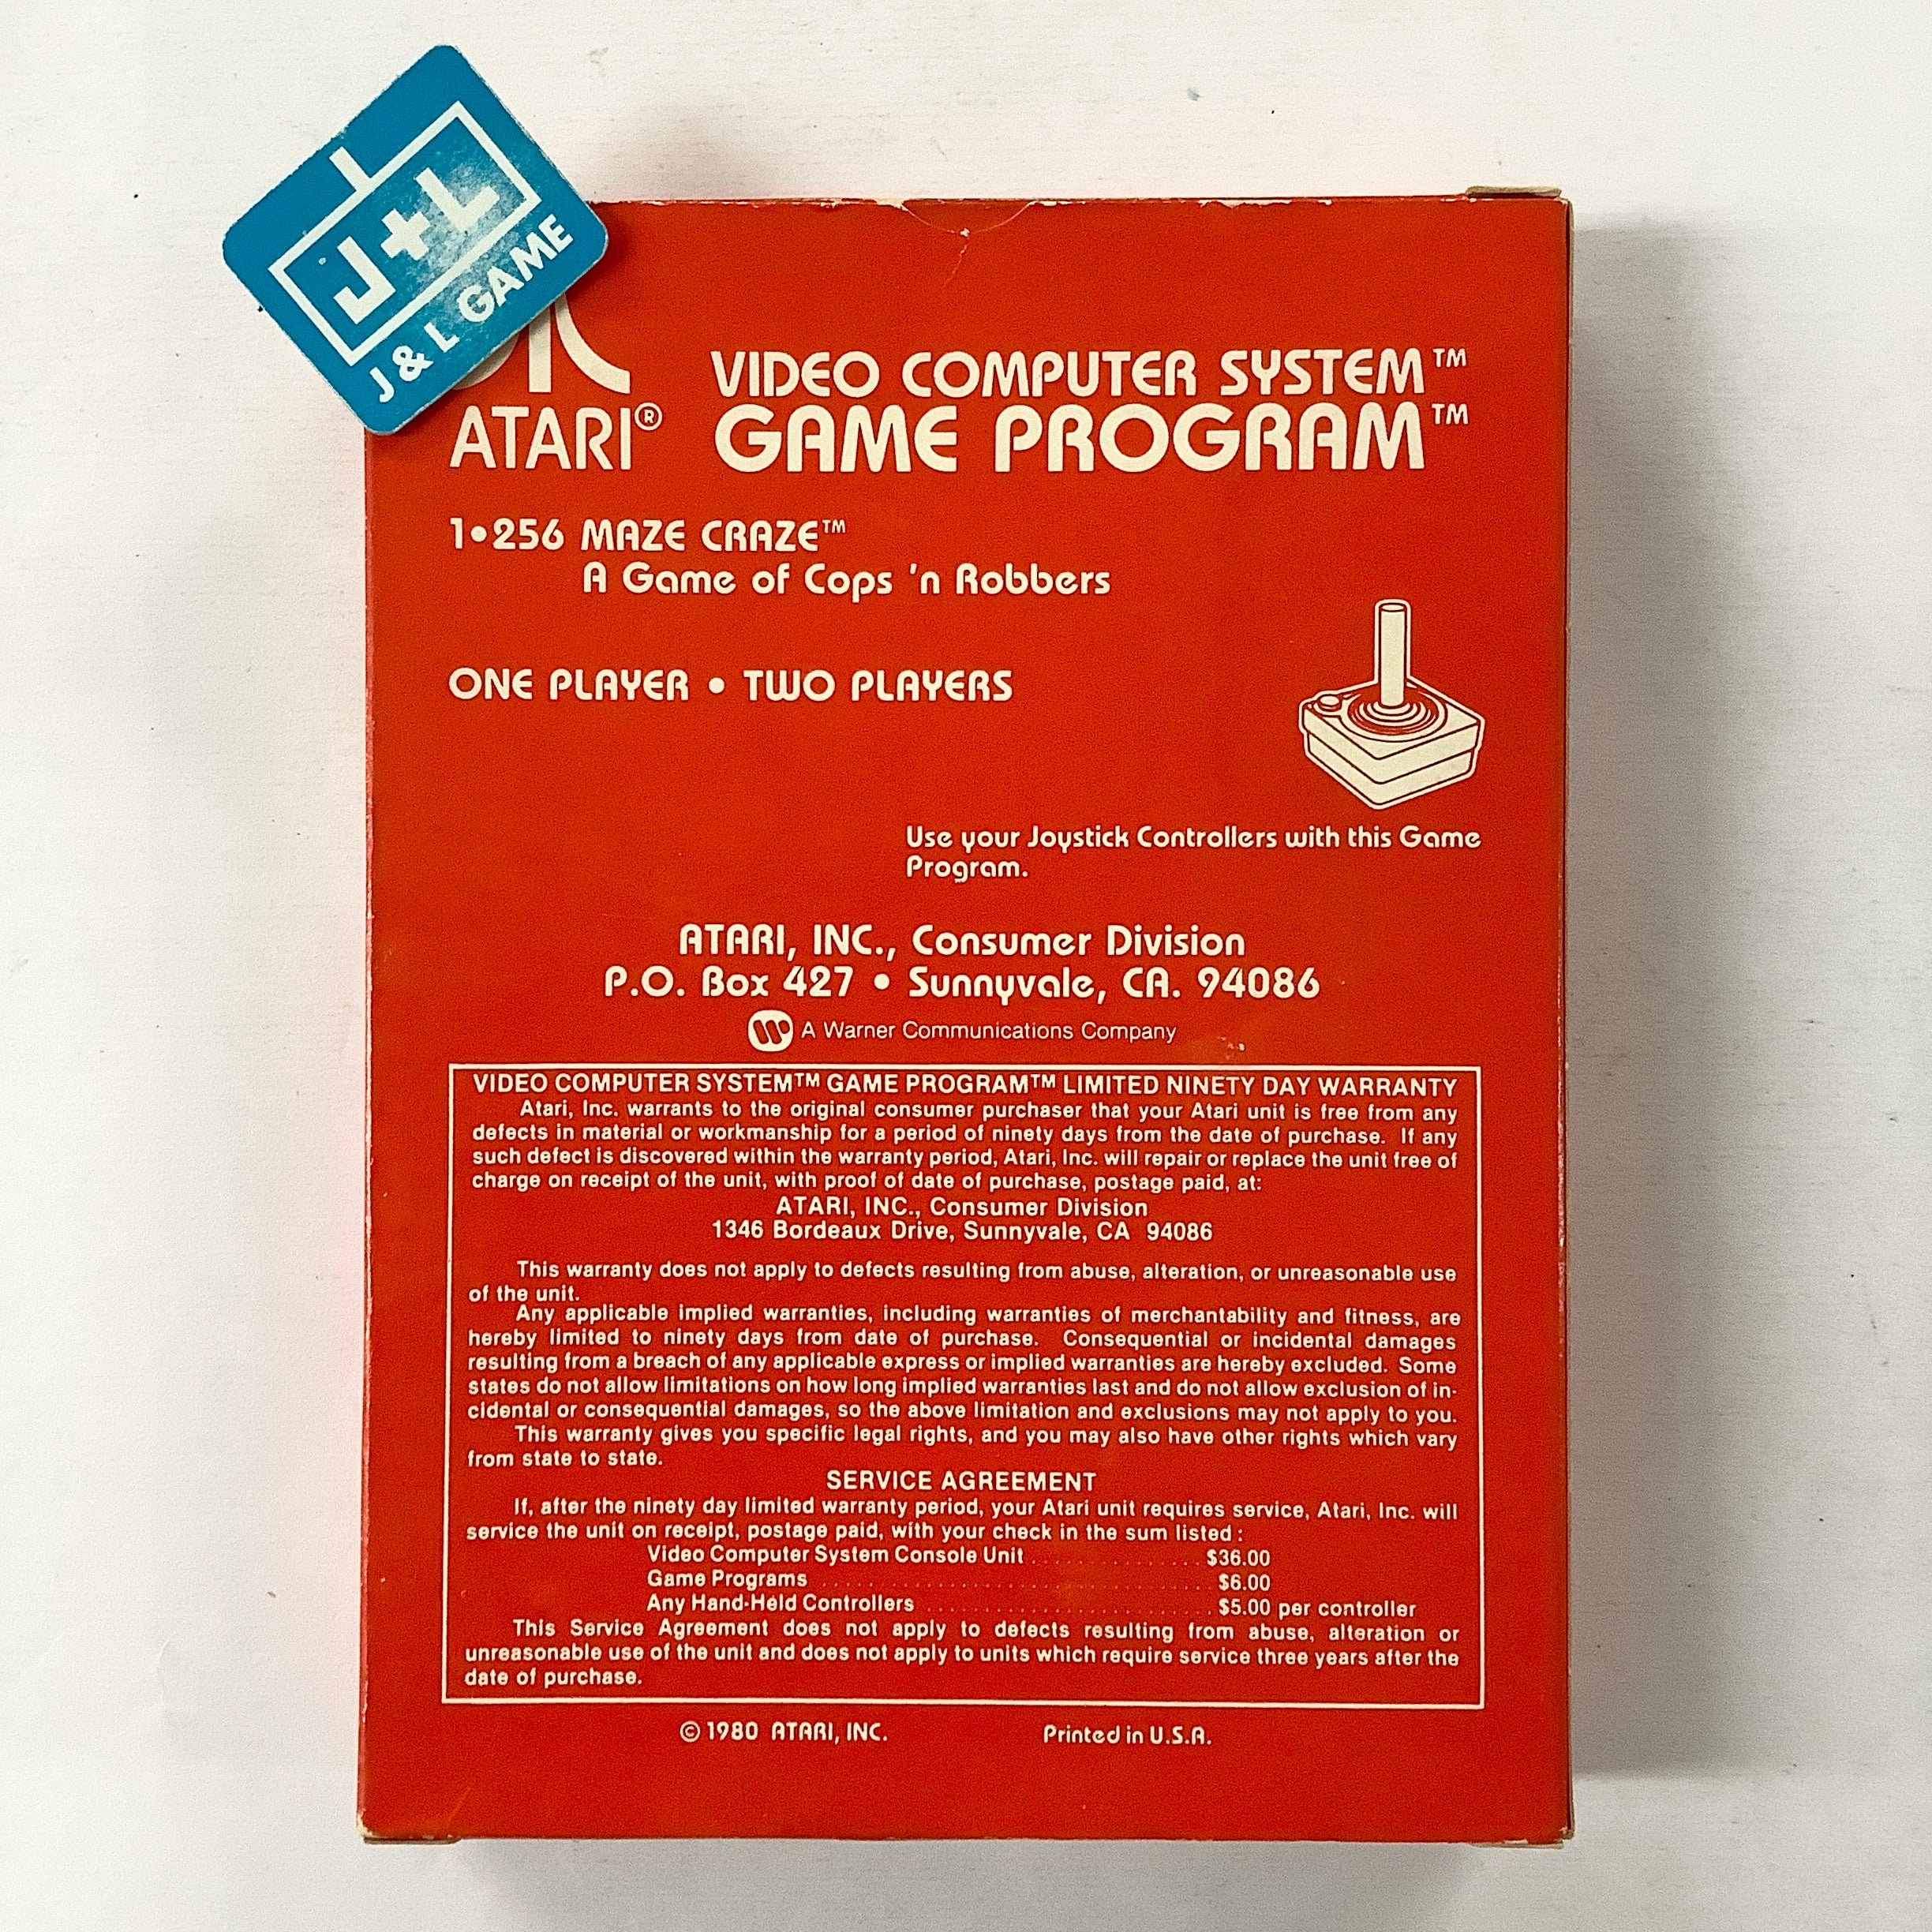 J+L
J & L GAME
ATARI®
VIDEO COMPUTER SYSTEM™
GAME PROGRAM™
1•256 MAZE CRAZE™
A Game of Cops 'n Robbers
ONE PLAYER • TWO PLAYERS
Use your Joystick Controllers with this Game
Program.
ATARI, INC., Consumer Division
P.O. Box 427 • Sunnyvale, CA. 94086
A Warner Communications Company
VIDEO COMPUTER SYSTEM™ GAME PROGRAM™ LIMITED NINETY DAY WARRANTY
Atari, Inc. warrants to the original consumer purchaser that your Atari unit is free from any
defects in material or workmanship for a period of ninety days from the date of purchase. If any
such defect is discovered within the warranty period, Atari, Inc. will repair or replace the unit free of
charge on receipt of the unit, with proof of date of purchase, postage paid, at:
ATARI, INC., Consumer Division
1346 Bordeaux Drive, Sunnyvale, CA 94086
This warranty does not apply to defects resulting from abuse, alteration, or unreasonable use
of the unit.
Any applicable implied warranties, including warranties of merchantability and fitness, are
hereby limited to ninety days from date of purchase. Consequential or incidental damages
resulting from a breach of any applicable express or implied warranties are hereby excluded. Some
states do not allow limitations on how long implied warranties last and do not allow exclusion of in-
cidental or consequential damages, so the above limitation and exclusions may not apply to you.
This warranty gives you specific legal rights, and you may also have other rights which vary
from state to state.
SERVICE AGREEMENT
If, after the ninety day limited warranty period, your Atari unit requires service, Atari, Inc. will
service the unit on receipt, postage paid, with your check in the sum listed:
Video Computer System Console Unit . . . . . . . . . . . . . . . $36.00
Game Programs . . . . . . . . . . . . . . . . . . . . . . . . . . . . . . . . . . . $6.00
Any Hand-Held Controllers . . . . . . . . . . . . . . . . . . . . . . . . . $5.00 per controller
This Service Agreement does not apply to defects resulting from abuse, alteration or
unreasonable use of the unit and does not apply to units which require service three years after the
date of purchase.
© 1980 ATARI, INC.
Printed in U.S.A.